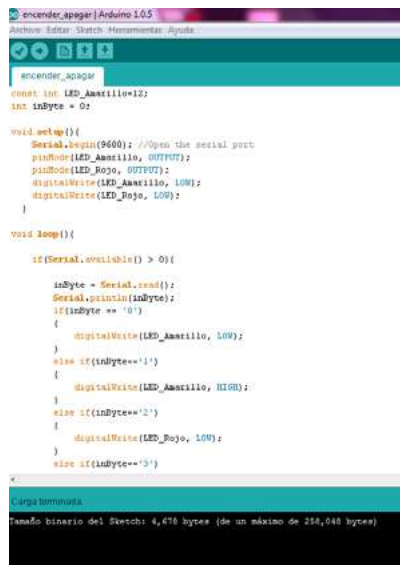 encender_apagar | Arduino 1.0.5
Archivo Editar Sketch Herramientas Ayuda
encender_apagar
const int LED_Amarillo=12;
int inByte = 0;
void setup(){
Serial.begin(9600); //Open the serial port
pinMode(LED_Amarillo, OUTPUT);
pinMode(LED_Rojo, OUTPUT);
digitalWrite(LED_Amarillo, LOW);
digitalWrite(LED_Rojo, LOW);
}
void loop(){
if(Serial.available() > 0){
inByte = Serial.read();
Serial.println(inByte);
if(inByte == '0')
{
digitalWrite(LED_Amarillo, LOW);
}
else if(inByte=='1')
{
digitalWrite(LED_Amarillo, HIGH);
}
else if(inByte=='2')
{
digitalWrite(LED_Rojo, LOW);
}
else if(inByte=='3')
Carga terminada.
Tamaño binario del Sketch: 4,678 bytes (de un máximo de 258,048 bytes)